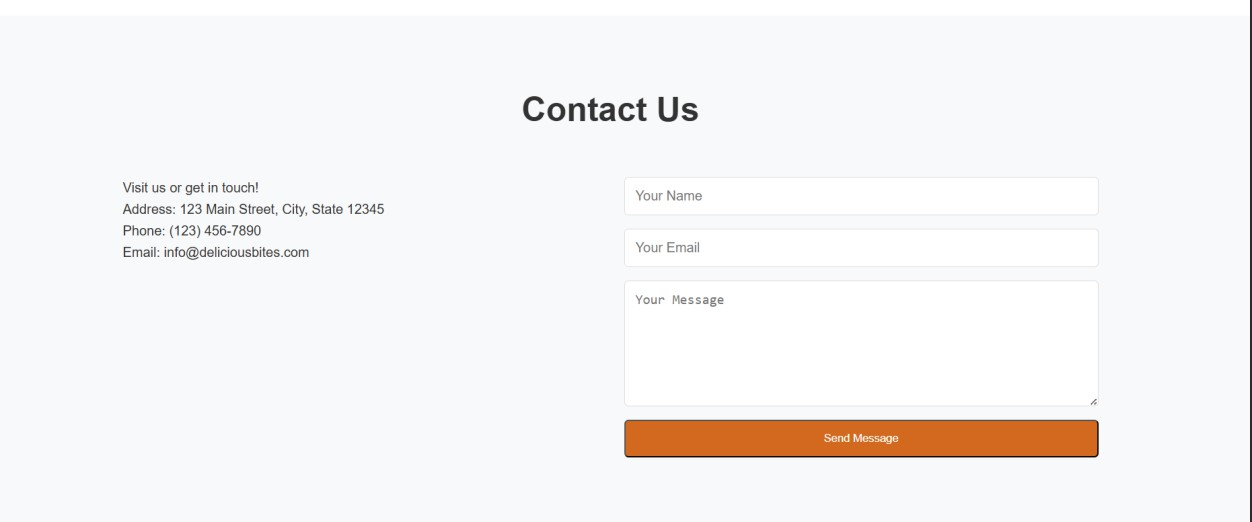 Contact Us
Visit us or get in touch!
Address: 123 Main Street, City, State 12345
Phone: (123) 456-7890
Email: info@deliciousbites.com
Your Name
Your Email
Your Message
Send Message